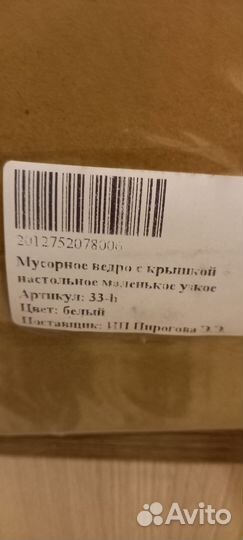 2012752078006
Мусорное ведро с крышкой
настольное маленькое узкое
Артикул: 33-h
Цвет: белый
Поставщик: ИП Пирогова Э.Э.
Avito